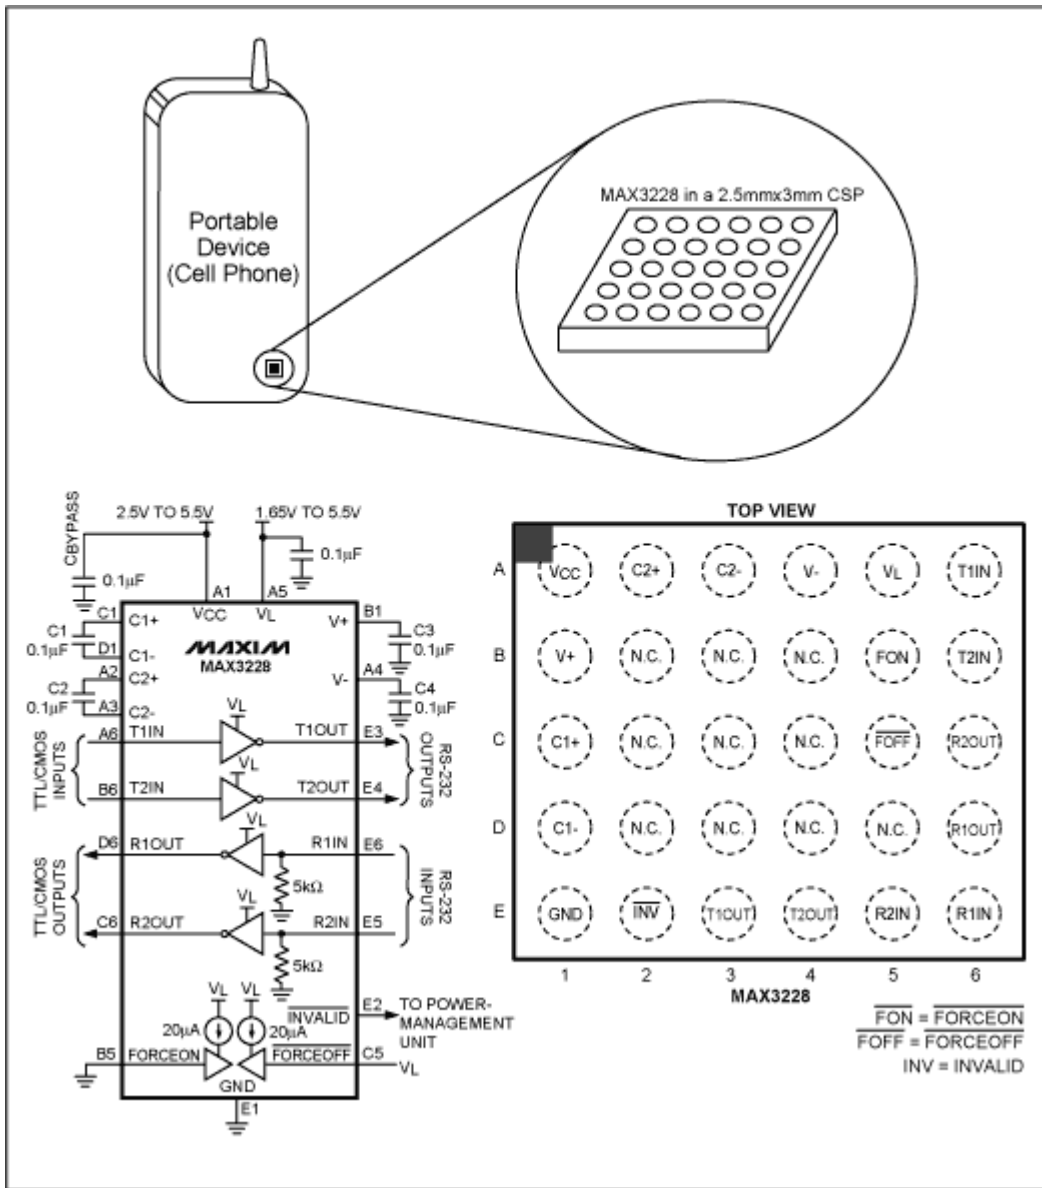 Portable
Device
(Cell Phone)
MAX3228 in a 2.5mmx3mm CSP
CBYPASS
2.5V TO 5.5V
1.65V TO 5.5V
0.1µF
0.1µF
A1
A5
C1
C1+
VCC
VL
V+
B1
C1
0.1µF
D1
C1-
MAXIM
MAX3228
C3
0.1µF
A2
C2+
V-
A4
C2
0.1µF
A3
C2-
C4
0.1µF
VL
A6
T1IN
T1OUT
E3
VL
B6
T2IN
T2OUT
E4
TTL/CMOS
INPUTS
RS-232
OUTPUTS
VL
D6
R1OUT
R1IN
E6
5kΩ
VL
C6
R2OUT
R2IN
E5
5kΩ
TTL/CMOS
OUTPUTS
RS-232
INPUTS
VL
VL
20µA
20µA
INVALID
E2
TO POWER-
MANAGEMENT
UNIT
B5
FORCEON
FORCEOFF
C5
VL
GND
E1
TOP VIEW
A
VCC
C2+
C2-
V-
VL
T1IN
B
V+
N.C.
N.C.
N.C.
FON
T2IN
C
C1+
N.C.
N.C.
N.C.
FOFF
R2OUT
D
C1-
N.C.
N.C.
N.C.
N.C.
R1OUT
E
GND
INV
T1OUT
T2OUT
R2IN
R1IN
1 2 3 4 5 6
MAX3228
FON = FORCEON
FOFF = FORCEOFF
INV = INVALID